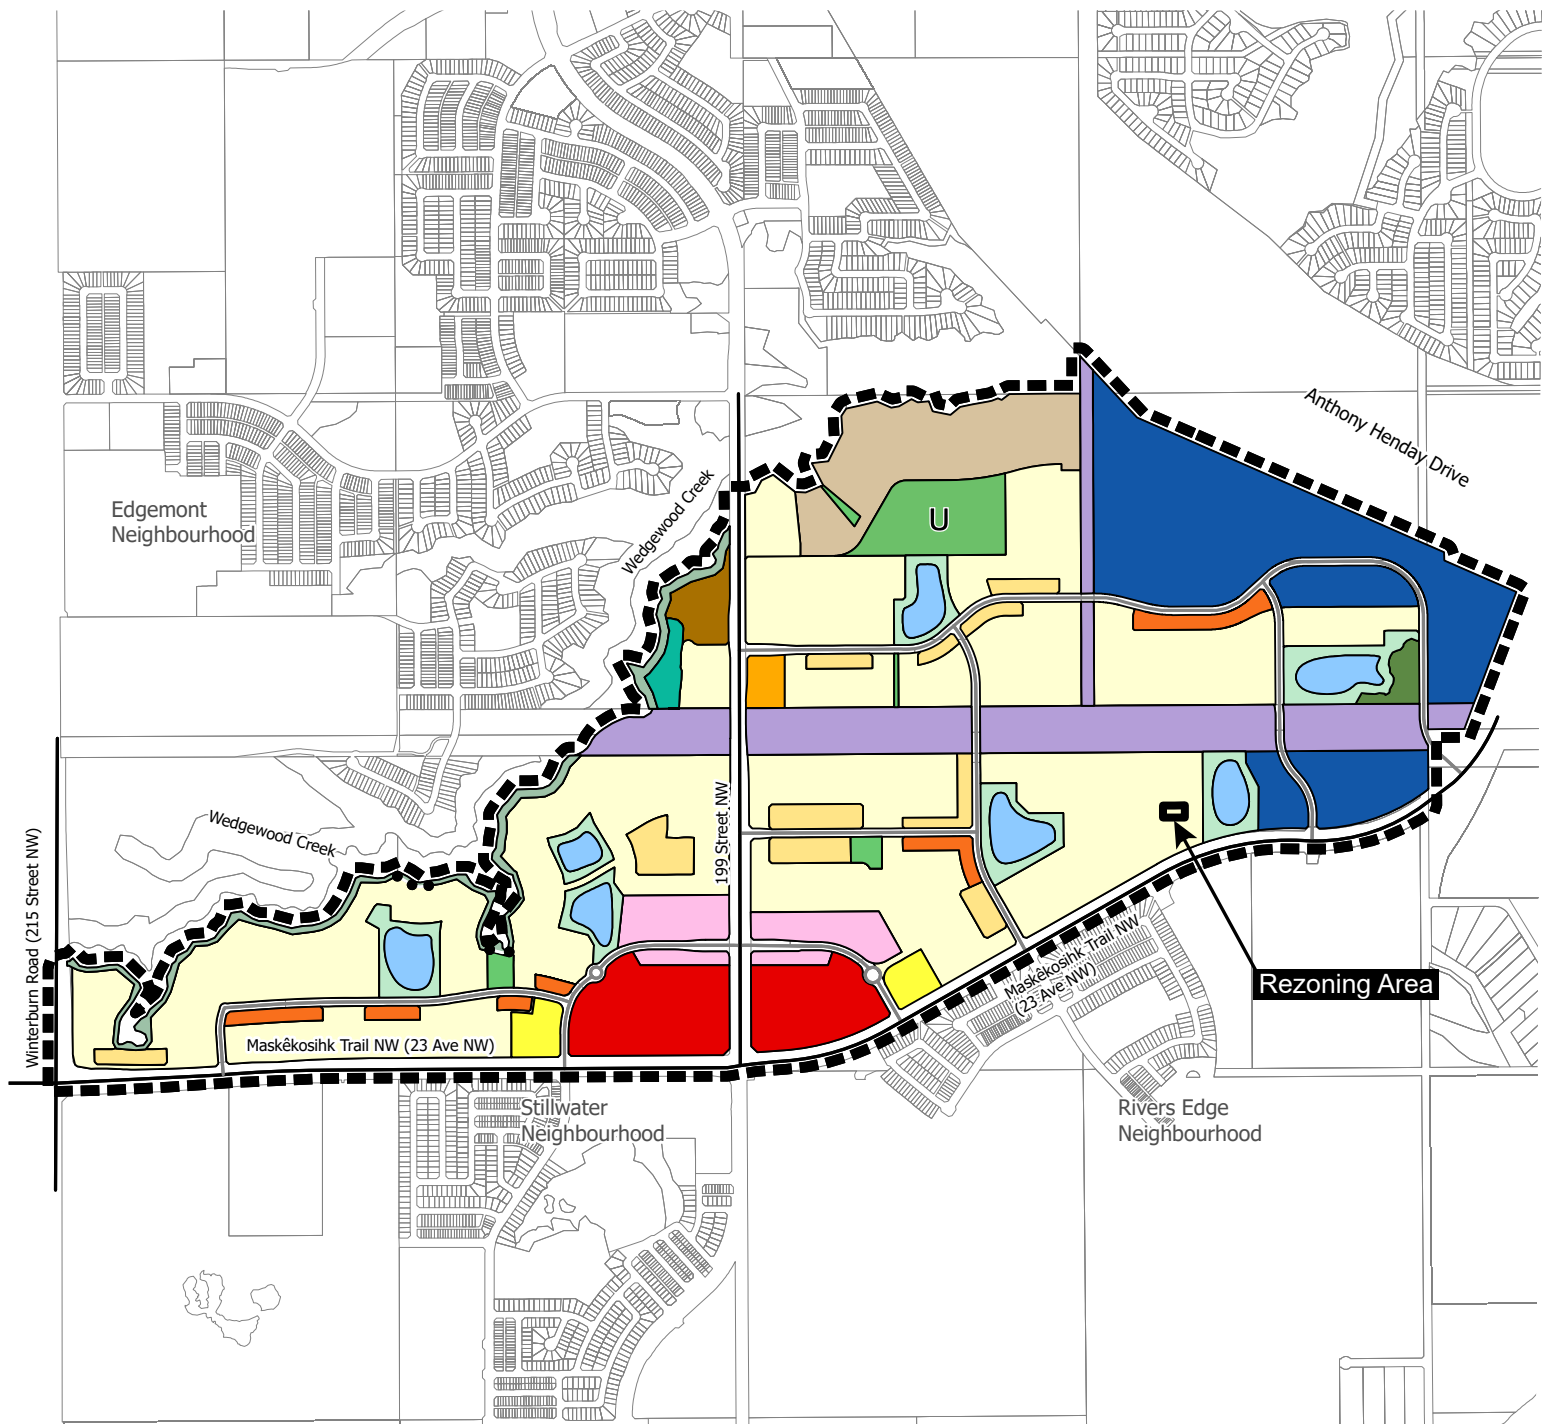 Anthony Henday Drive
Wedgewood Creek
Edgemont
Neighbourhood
U
199 Street NW
Wedgewood Creek
Winterburn Road (215 Street NW)
Maskêkosihk Trail NW
(23 Ave NW)
Rezoning Area
Maskêkosihk Trail NW (23 Ave NW)
Stillwater
Neighbourhood
Rivers Edge
Neighbourhood